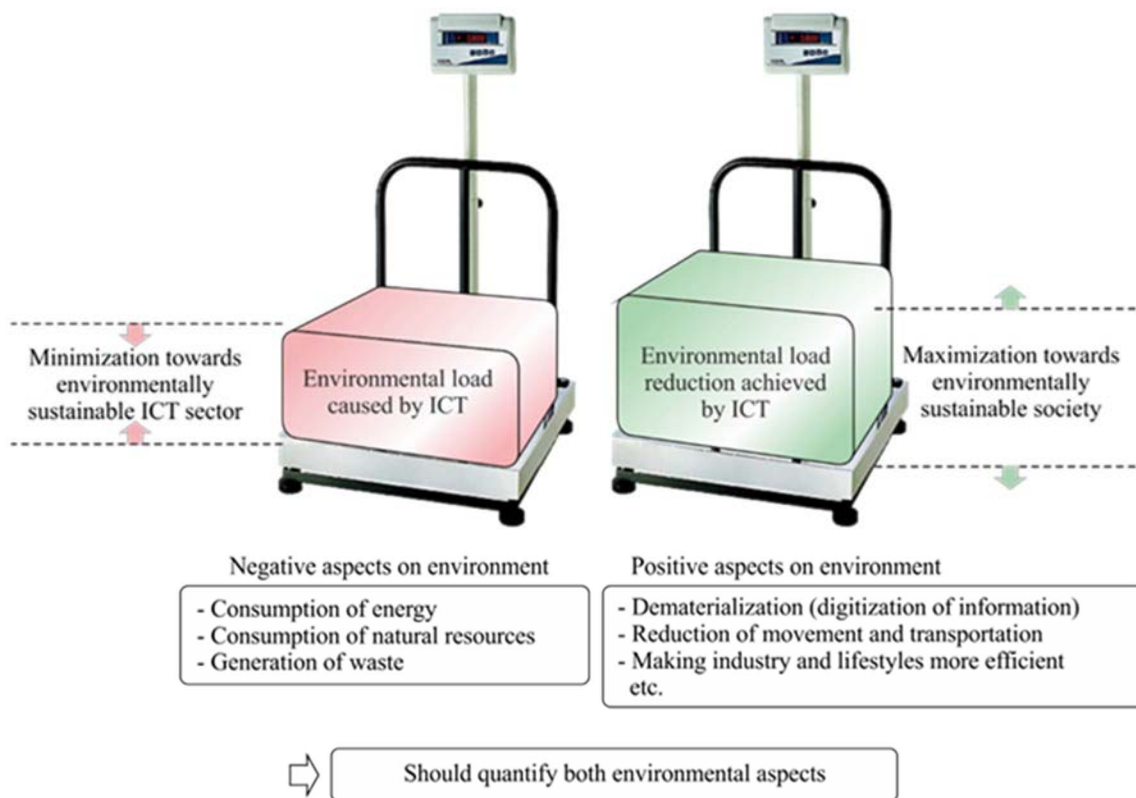 Minimization towards
environmentally
sustainable ICT sector
Environmental load
caused by ICT
Environmental load
reduction achieved
by ICT
Maximization towards
environmentally
sustainable society
Negative aspects on environment
- Consumption of energy
- Consumption of natural resources
- Generation of waste
Positive aspects on environment
- Dematerialization (digitization of information)
- Reduction of movement and transportation
- Making industry and lifestyles more efficient
etc.
Should quantify both environmental aspects